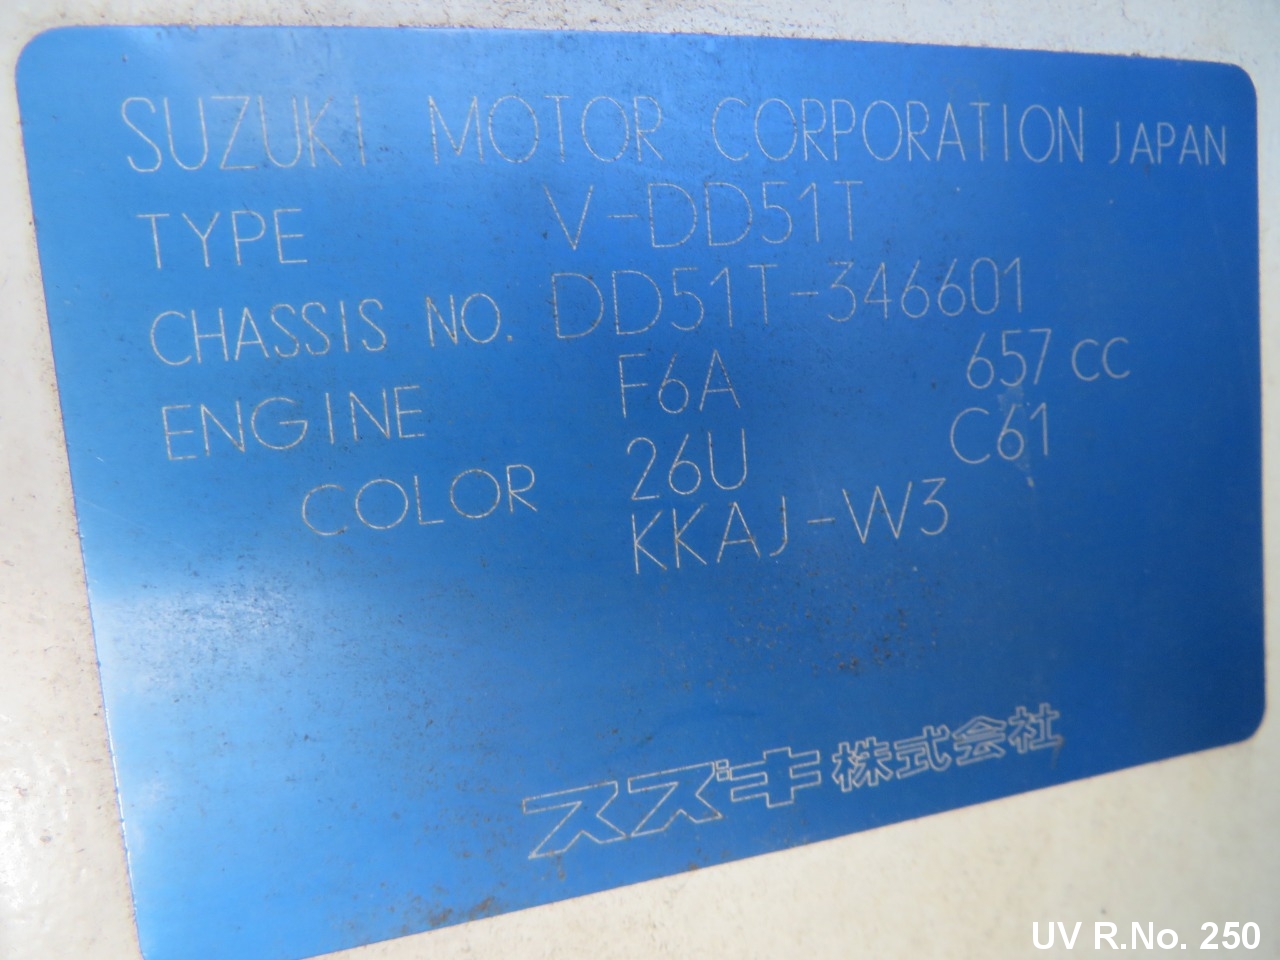 SUZUKI MOTOR CORPORATION JAPAN
TYPE V-DD51T
CHASSIS NO. DD51T-346601
ENGINE F6A 657 CC
COLOR 26U C61
KKAJ-W3
スズキ株式会社
UV R.No. 250